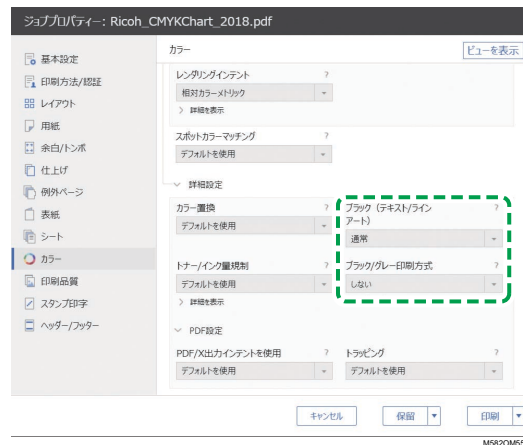 ジョブプロパティー: Ricoh_CMYKChart_2018.pdf
基本設定
印刷方法/認証
レイアウト
用紙
余白/トンボ
仕上げ
例外ページ
表紙
シート
カラー
印刷品質
スタンプ印字
ヘッダー/フッター
カラー
ビューを表示
レンダリングインテント ?
相対カラーメトリック
> 詳細を表示
スポットカラーマッチング ?
デフォルトを使用
詳細設定
カラー置換 ?
デフォルトを使用
ブラック（テキスト/ライン ?
アート）
通常
トナー/インク量規制 ?
デフォルトを使用
> 詳細を表示
ブラック/グレー印刷方式 ?
しない
PDF設定
PDF/X出力インテントを使用 ?
デフォルトを使用
トラッピング ?
デフォルトを使用
キャンセル
保留
印刷